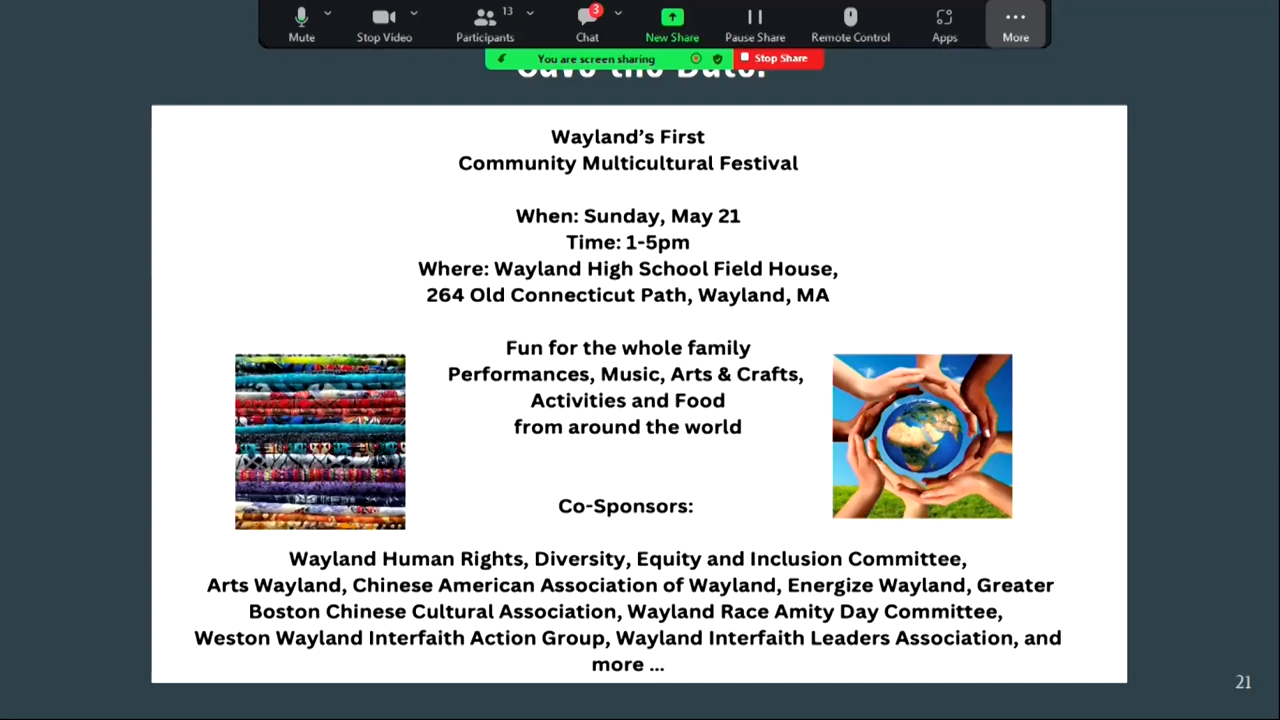 13
3
Mute
Stop Video
Participants
Chat
New Share
Pause Share
Remote Control
Apps
More
You are screen sharing
Stop Share
Save the Date!
Wayland's First
Community Multicultural Festival
When: Sunday, May 21
Time: 1-5pm
Where: Wayland High School Field House,
264 Old Connecticut Path, Wayland, MA
Fun for the whole family
Performances, Music, Arts & Crafts,
Activities and Food
from around the world
Co-Sponsors:
Wayland Human Rights, Diversity, Equity and Inclusion Committee,
Arts Wayland, Chinese American Association of Wayland, Energize Wayland, Greater
Boston Chinese Cultural Association, Wayland Race Amity Day Committee,
Weston Wayland Interfaith Action Group, Wayland Interfaith Leaders Association, and
more ...
21